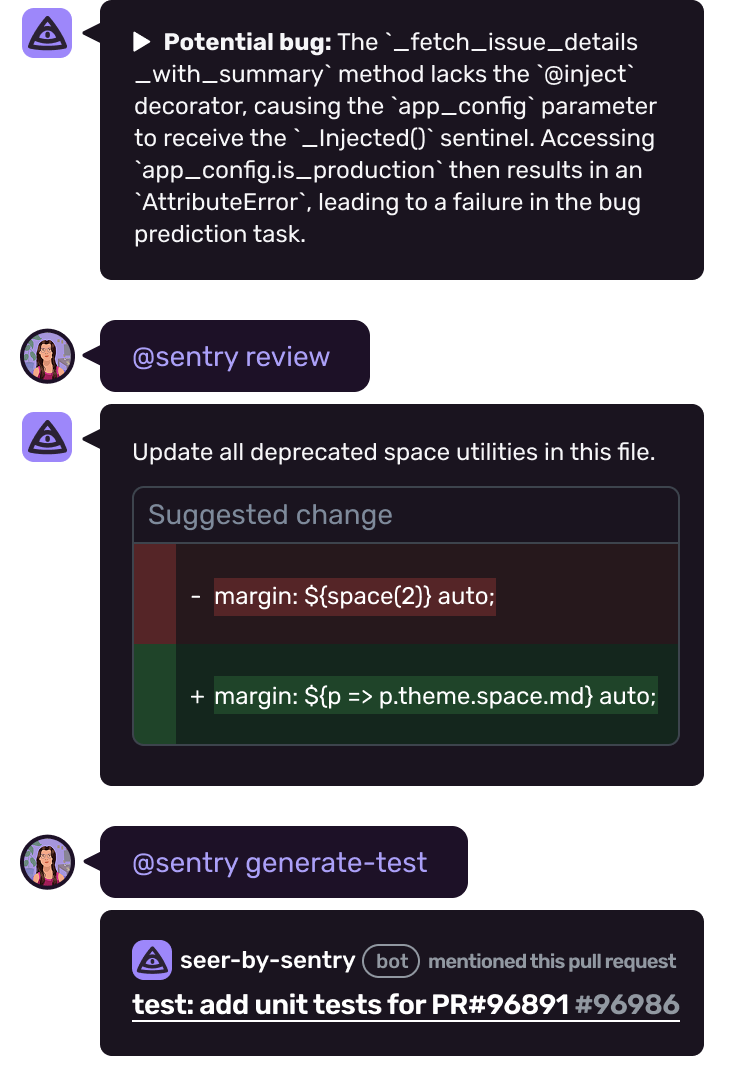 ▶ Potential bug: The `_fetch_issue_details
_with_summary` method lacks the `@inject`
decorator, causing the `app_config` parameter
to receive the `_Injected()` sentinel. Accessing
`app_config.is_production` then results in an
`AttributeError`, leading to a failure in the bug
prediction task.
@sentry review
Update all deprecated space utilities in this file.
Suggested change
- margin: ${space(2)} auto;
+ margin: ${p => p.theme.space.md} auto;
@sentry generate-test
seer-by-sentry bot mentioned this pull request
test: add unit tests for PR#96891 #96986